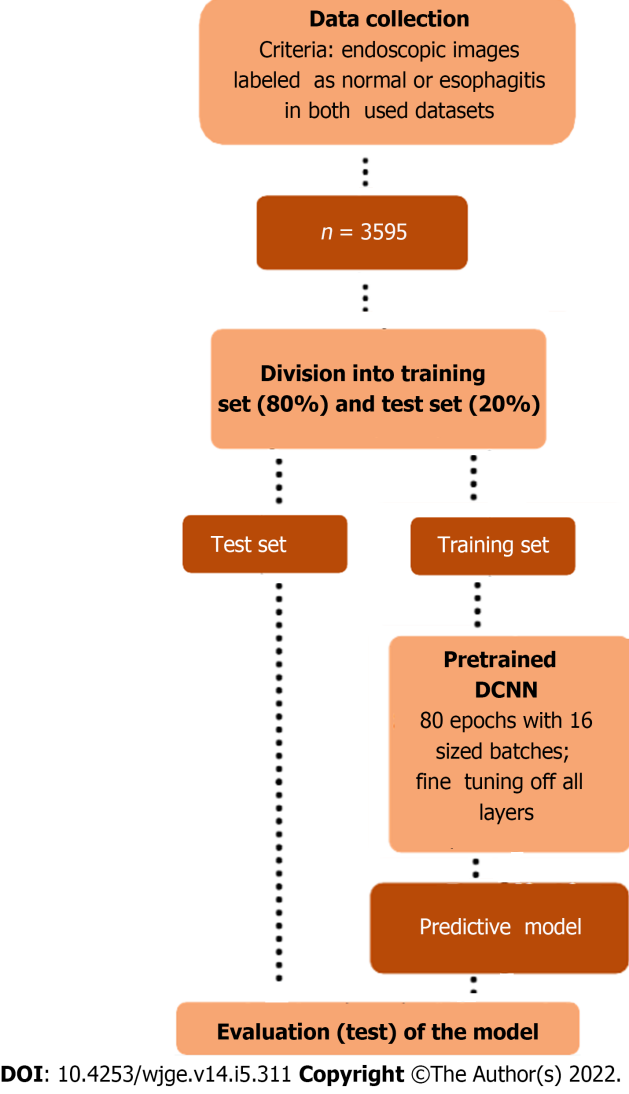 Data collection
Criteria: endoscopic images
labeled as normal or esophagitis
in both used datasets
n = 3595
Division into training
set (80%) and test set (20%)
Test set
Training set
Pretrained
DCNN
80 epochs with 16
sized batches;
fine tuning off all
layers
Predictive model
Evaluation (test) of the model
DOI: 10.4253/wjge.v14.i5.311 Copyright ©The Author(s) 2022.